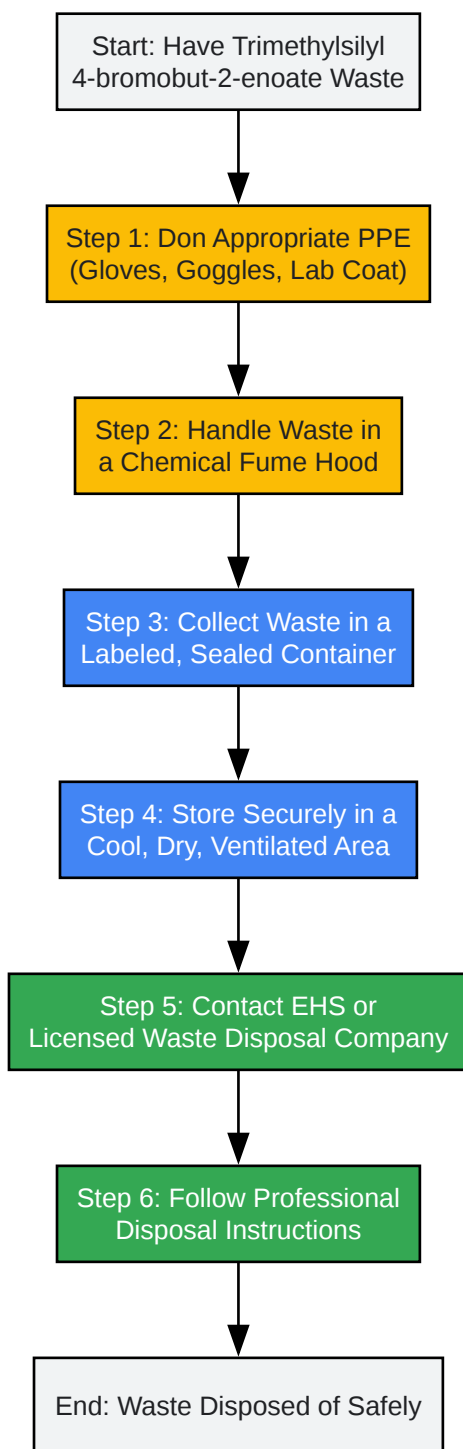 Start: Have Trimethylsilyl
4-bromobut-2-enoate Waste
Step 1: Don Appropriate PPE
(Gloves, Goggles, Lab Coat)
Step 2: Handle Waste in
a Chemical Fume Hood
Step 3: Collect Waste in a
Labeled, Sealed Container
Step 4: Store Securely in a
Cool, Dry, Ventilated Area
Step 5: Contact EHS or
Licensed Waste Disposal Company
Step 6: Follow Professional
Disposal Instructions
End: Waste Disposed of Safely